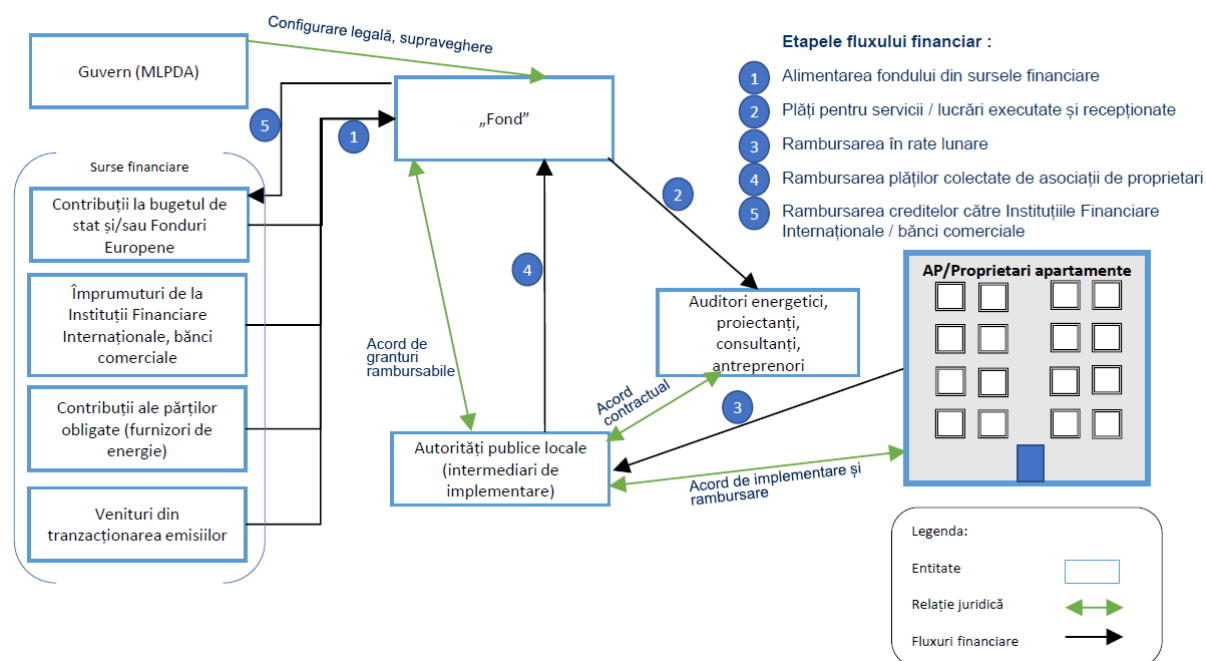 Configurare legală, supraveghere
Guvern (MLPDA)
„Fond”
Etapele fluxului financiar :
1 Alimentarea fondului din sursele financiare
2 Plăți pentru servicii / lucrări executate și recepționate
3 Rambursarea în rate lunare
4 Rambursarea plăților colectate de asociații de proprietari
5 Rambursarea creditelor către Instituțiile Financiare
Internaționale / bănci comerciale
5
1
2
4
3
Surse financiare
Contribuții la bugetul de
stat și/sau Fonduri
Europene
Împrumuturi de la
Instituții Financiare
Internaționale, bănci
comerciale
Contribuții ale părților
obligate (furnizori de
energie)
Venituri din
tranzacționarea emisiilor
Acord de
granturi
rambursabile
Auditori energetici,
proiectanți,
consultanți,
antreprenori
Acord
contractual
Autorități publice locale
(intermediari de
implementare)
Acord de implementare și
rambursare
AP/Proprietari apartamente
Legenda:
Entitate
Relație juridică
Fluxuri financiare